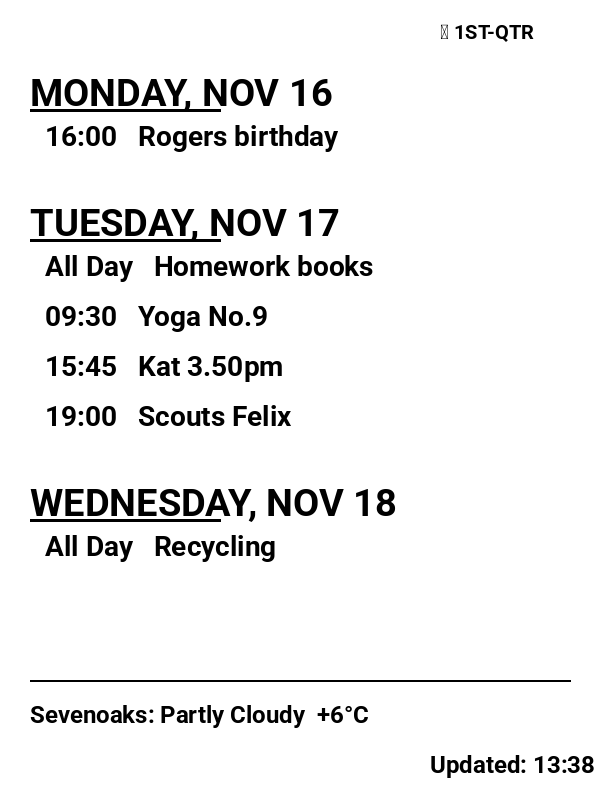 1ST-QTR
MONDAY, NOV 16
16:00 Rogers birthday
TUESDAY, NOV 17
All Day Homework books
09:30 Yoga No.9
15:45 Kat 3.50pm
19:00 Scouts Felix
WEDNESDAY, NOV 18
All Day Recycling
Sevenoaks: Partly Cloudy +6°C
Updated: 13:38